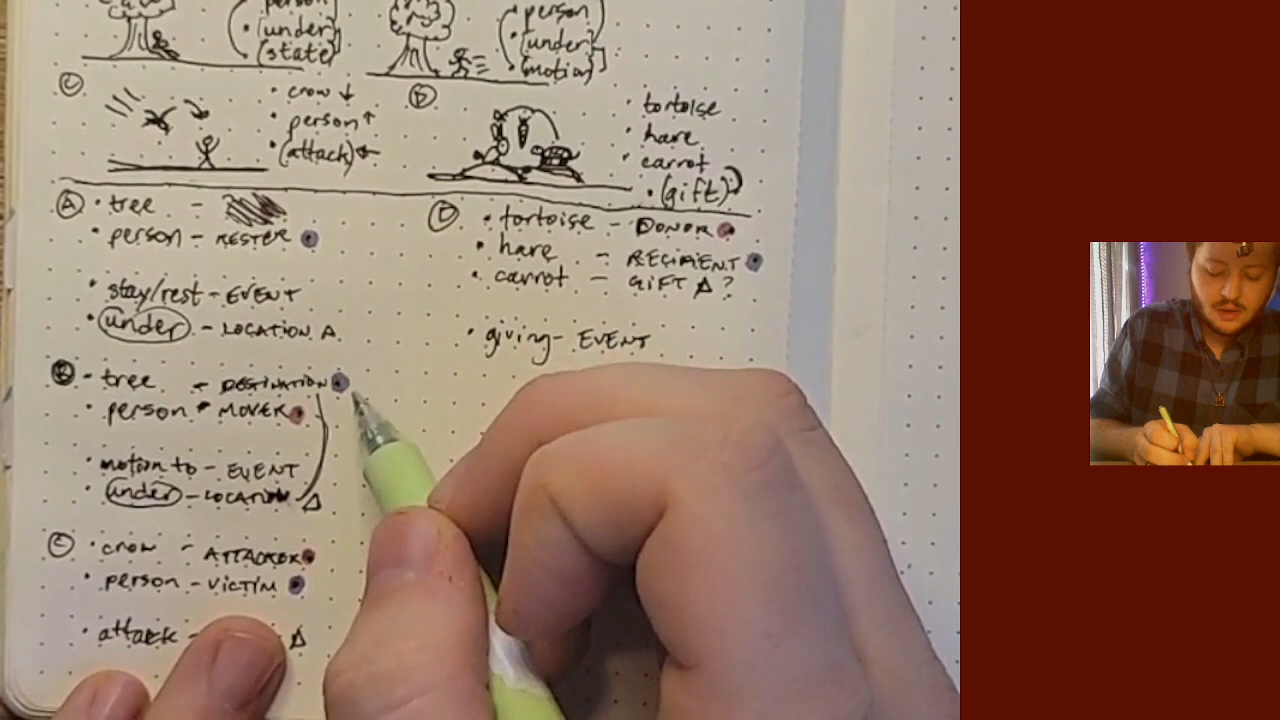 person
• (under)
(state)
• person
• (under)
• (motion)
C
• crow ↓
• person ↑
• (attack) ←
D
• tortoise
• hare
• carrot
• (gift)
A • tree –
• person – RESTER
• stay/rest – EVENT
• under – LOCATION Δ
B – tree – DESTINATION
• person • MOVER
• motion to – EVENT
• under – LOCATION Δ
C • crow – ATTACKER
• person – VICTIM
• attack – Δ
D • tortoise – DONOR
• hare – RECIPIENT
• carrot – GIFT Δ ?
• giving – EVENT